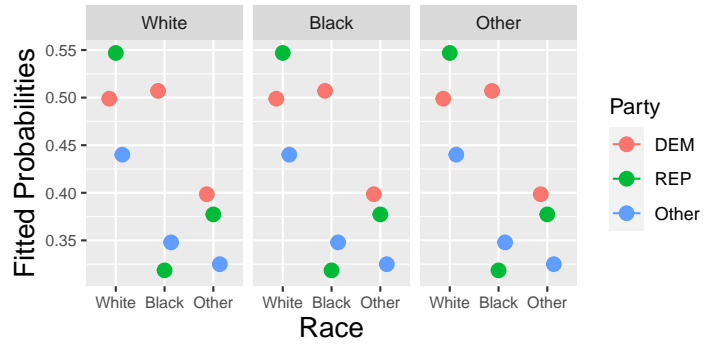 White Black Other
Fitted Probabilities
0.55
0.50
0.45
0.40
0.35
White Black Other White Black Other White Black Other
Race
Party
DEM
REP
Other